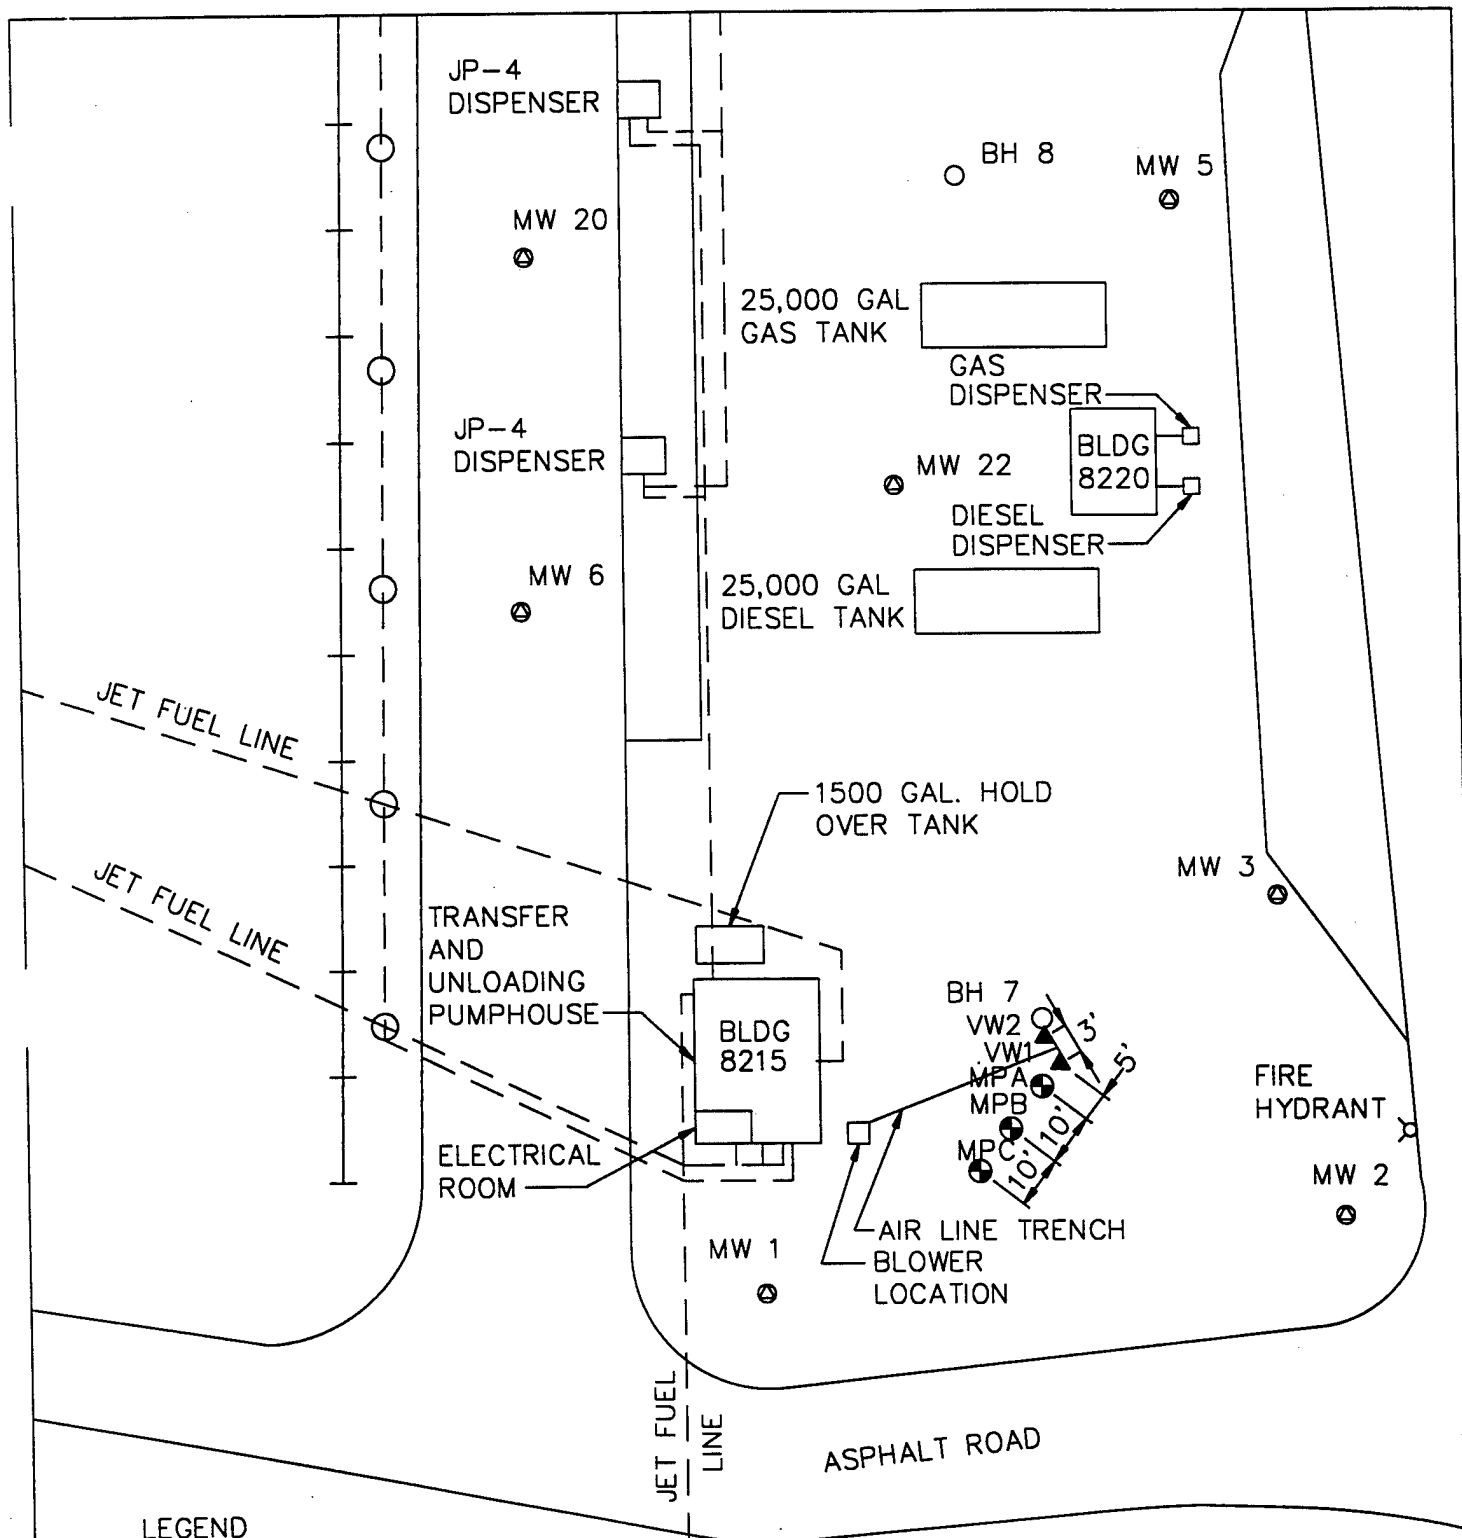 JP-4
DISPENSER
BH 8
MW 5
MW 20
25,000 GAL
GAS TANK
GAS
DISPENSER
JP-4
DISPENSER
BLDG
8220
MW 22
DIESEL
DISPENSER
MW 6
25,000 GAL
DIESEL TANK
JET FUEL LINE
1500 GAL. HOLD
OVER TANK
MW 3
JET FUEL LINE
TRANSFER
AND
UNLOADING
PUMPHOUSE
BLDG
8215
BH 7
VW2
VW1
MPA
MPB
MPC
3'
5'
10'
10'
FIRE
HYDRANT
ELECTRICAL
ROOM
MW 2
AIR LINE TRENCH
BLOWER
LOCATION
MW 1
JET FUEL
LINE
ASPHALT ROAD
LEGEND